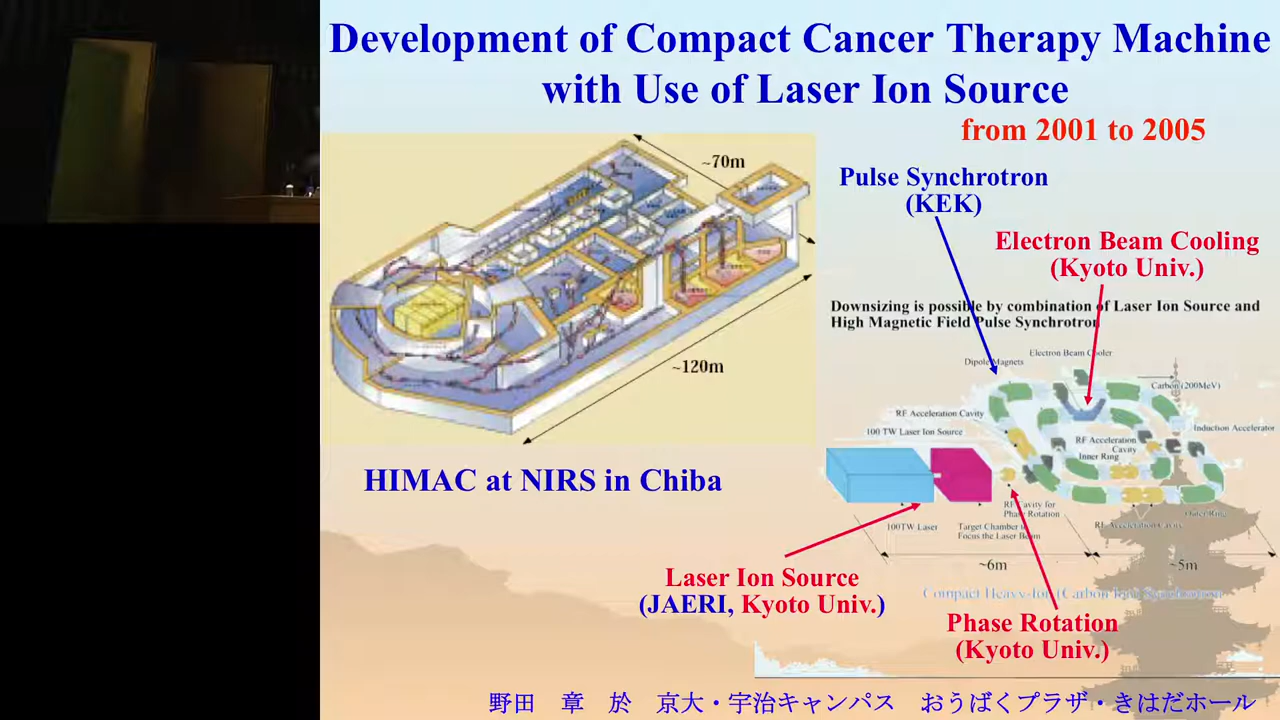 Development of Compact Cancer Therapy Machine
with Use of Laser Ion Source
from 2001 to 2005
~70m
~120m
HIMAC at NIRS in Chiba
Pulse Synchrotron
(KEK)
Electron Beam Cooling
(Kyoto Univ.)
Downsizing is possible by combination of Laser Ion Source and
High Magnetic Field Pulse Synchrotron
Electron Beam Cooler
Dipole Magnets
Carbon (200MeV)
RF Acceleration Cavity
100 TW Laser Ion Source
Induction Accelerator
RF Acceleration
Cavity
Inner Ring
RF Cavity for
Phase Rotation
Outer Ring
100TW Laser
Target Chamber to
Focus the Laser Beam
RF Acceleration Cavity
~6m
~5m
Compact Heavy-Ion (Carbon Ion) Synchrotron
Laser Ion Source
(JAERI, Kyoto Univ.)
Phase Rotation
(Kyoto Univ.)
野田 章 於 京大・宇治キャンパス おうばくプラザ・きはだホール